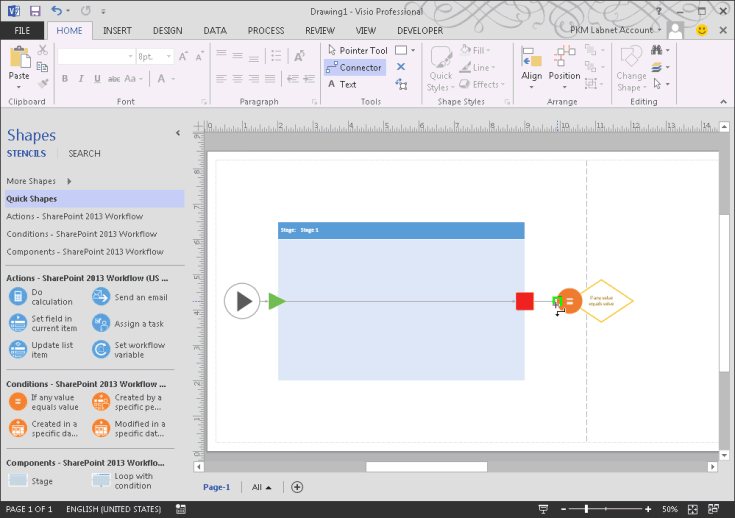 Drawing1 - Visio Professional
FILE HOME INSERT DESIGN DATA PROCESS REVIEW VIEW DEVELOPER PKM Labnet Account
Paste
8pt.
B I U abc Aa A
Pointer Tool
Connector
A Text
Quick Styles
Fill
Line
Effects
Align Position
Change Shape
Clipboard Font Paragraph Tools Shape Styles Arrange Editing
Shapes
STENCILS SEARCH
More Shapes
Quick Shapes
Actions - SharePoint 2013 Workflow
Conditions - SharePoint 2013 Workflow
Components - SharePoint 2013 Workflow
Actions - SharePoint 2013 Workflow (US ...
Do calculation
Send an email
Set field in current item
Assign a task
Update list item
Set workflow variable
Conditions - SharePoint 2013 Workflow ...
If any value equals value
Created by a specific pe...
Created in a specific da...
Modified in a specific dat...
Components - SharePoint 2013 Workflo...
Stage
Loop with condition
Stage: Stage 1
If any value
equals value
Page-1 All
PAGE 1 OF 1 ENGLISH (UNITED STATES) 50%